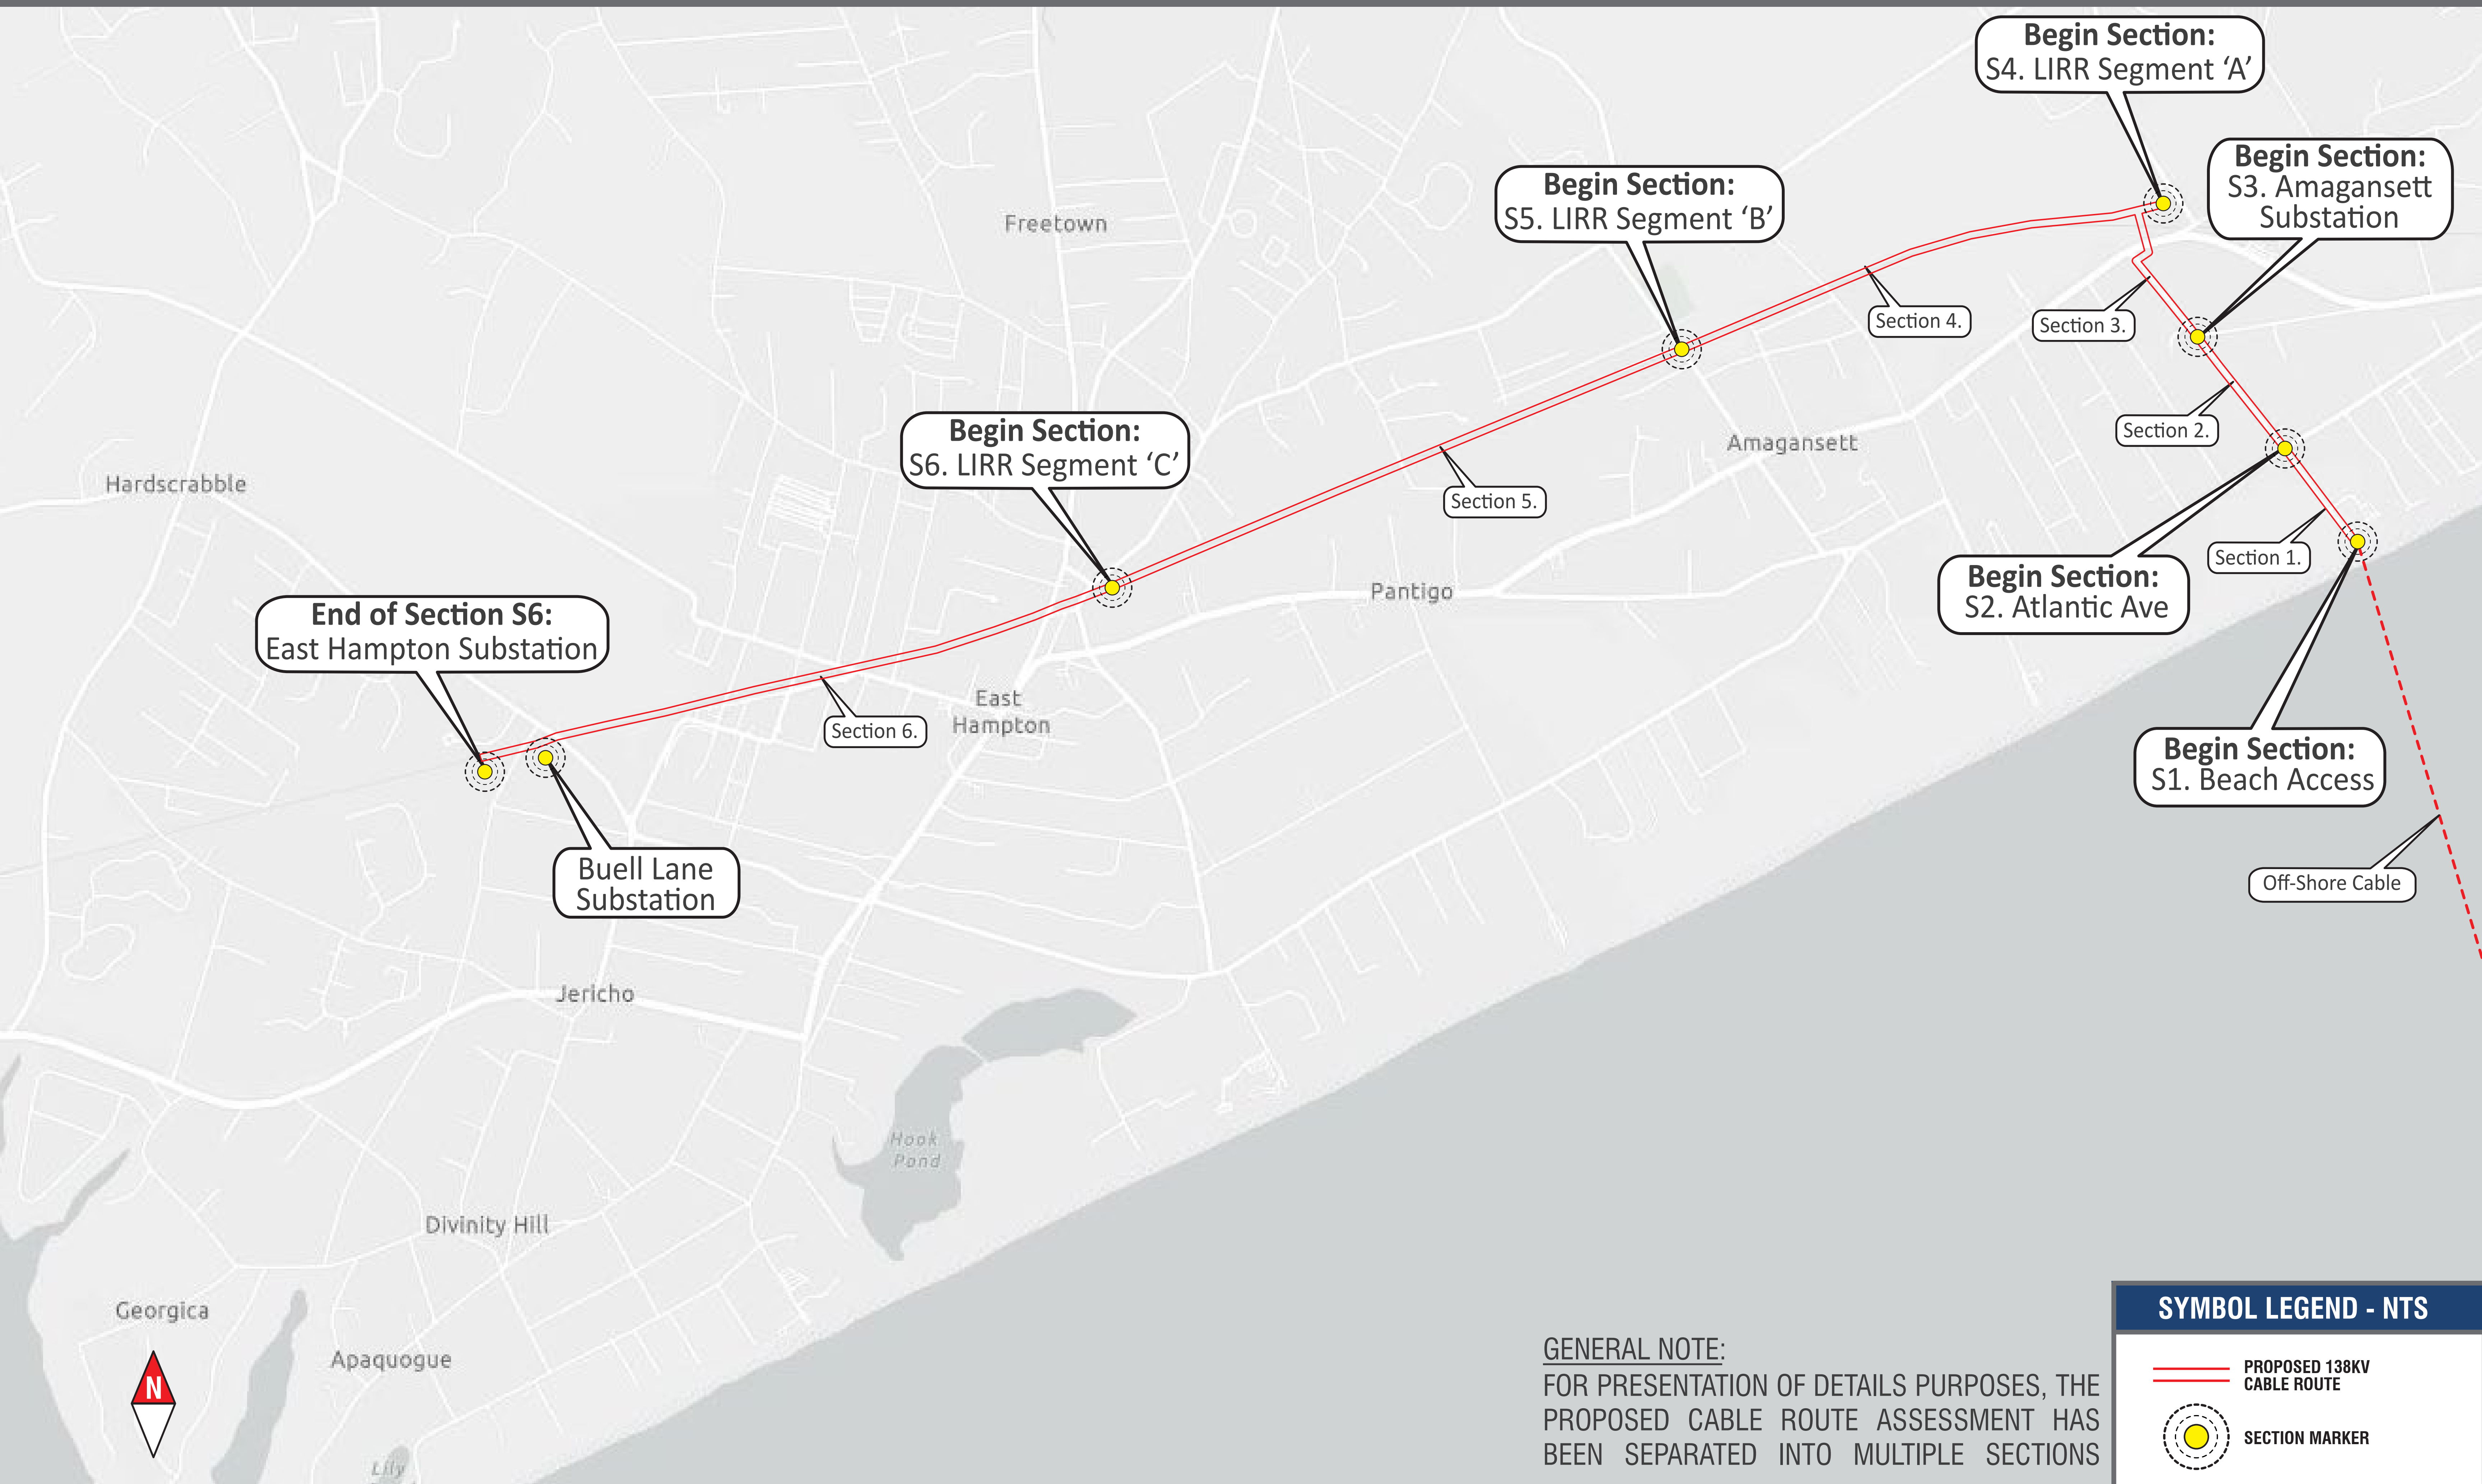 Begin Section:
S4. LIRR Segment ‘A’
Begin Section:
S3. Amagansett
Substation
Begin Section:
S5. LIRR Segment ‘B’
Freetown
Section 4.
Section 3.
Begin Section:
S6. LIRR Segment ‘C’
Section 2.
Amagansett
Hardscrabble
Section 5.
Section 1.
Begin Section:
S2. Atlantic Ave
Pantigo
End of Section S6:
East Hampton Substation
East
Hampton
Section 6.
Begin Section:
S1. Beach Access
Buell Lane
Substation
Off-Shore Cable
Jericho
Hook
Pond
Divinity Hill
Georgica
Apaquogue
N
Lily
GENERAL NOTE:
FOR PRESENTATION OF DETAILS PURPOSES, THE
PROPOSED CABLE ROUTE ASSESSMENT HAS
BEEN SEPARATED INTO MULTIPLE SECTIONS
SYMBOL LEGEND - NTS
PROPOSED 138KV
CABLE ROUTE
SECTION MARKER